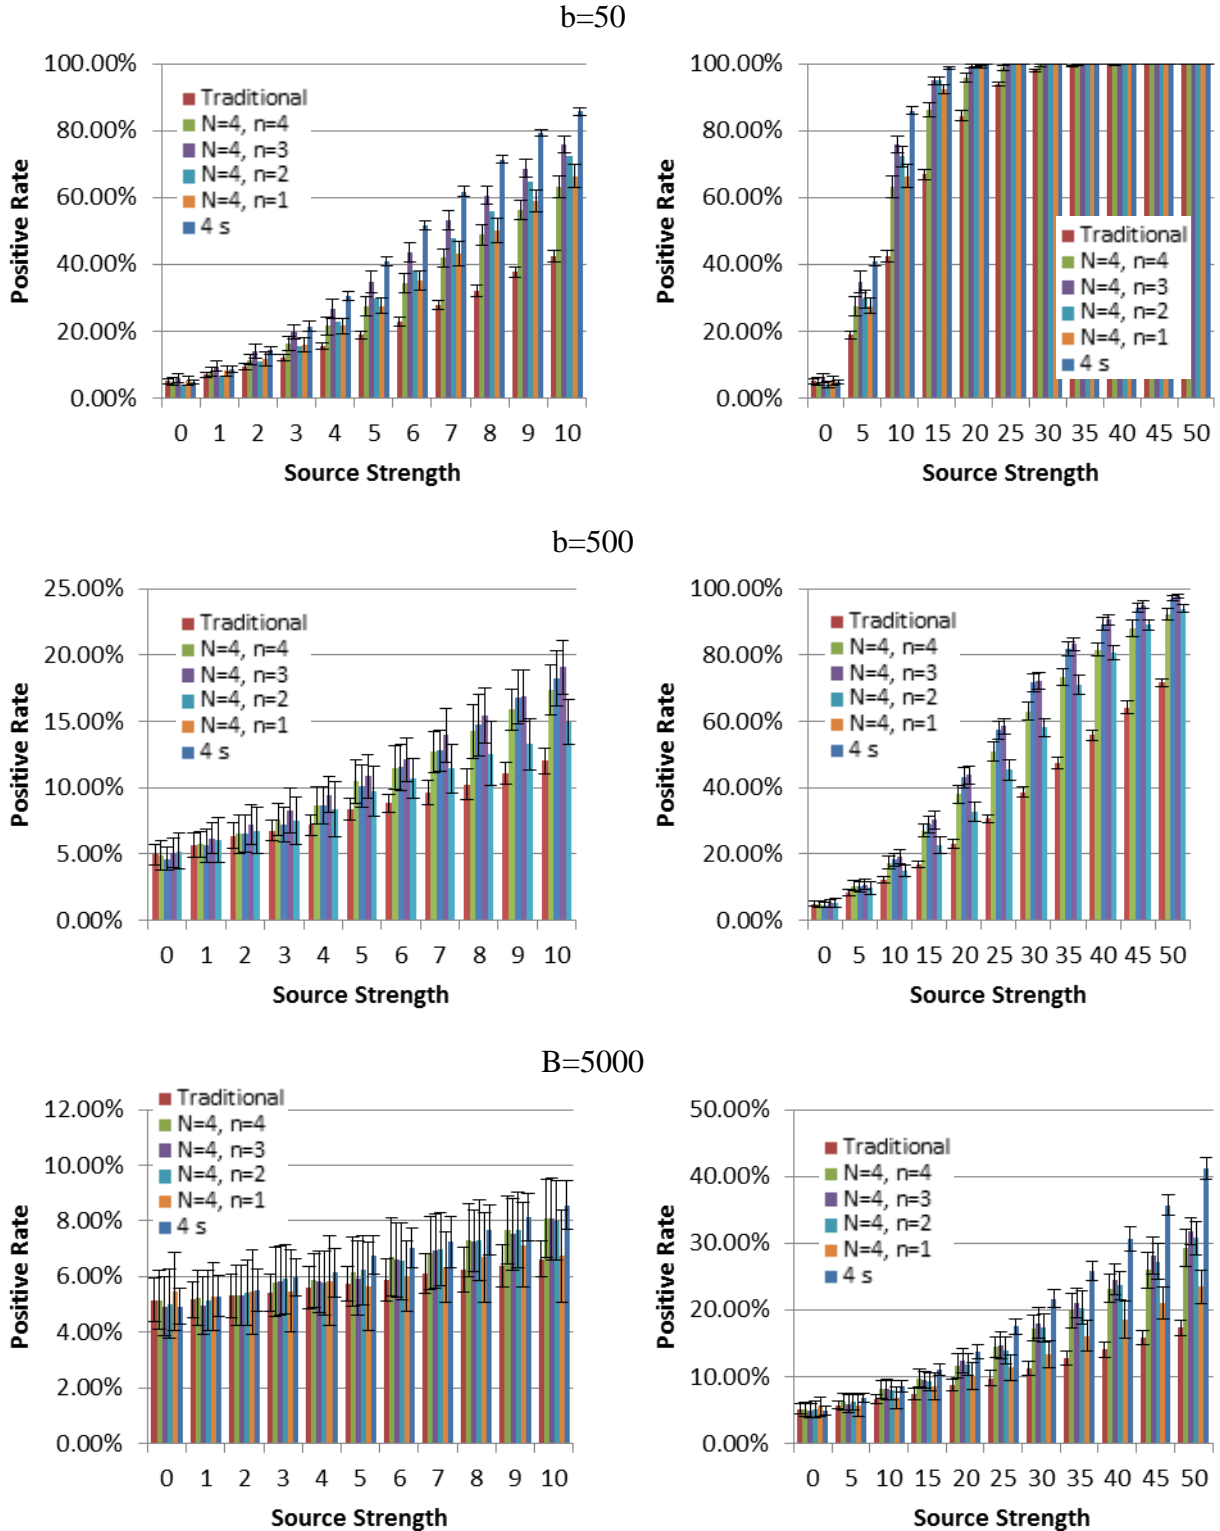 b=50
100.00%
80.00%
60.00%
40.00%
20.00%
0.00%
Positive Rate
Traditional
N=4, n=4
N=4, n=3
N=4, n=2
N=4, n=1
4 s
0 1 2 3 4 5 6 7 8 9 10
Source Strength
100.00%
80.00%
60.00%
40.00%
20.00%
0.00%
Positive Rate
Traditional
N=4, n=4
N=4, n=3
N=4, n=2
N=4, n=1
4 s
0 5 10 15 20 25 30 35 40 45 50
Source Strength
b=500
25.00%
20.00%
15.00%
10.00%
5.00%
0.00%
Positive Rate
Traditional
N=4, n=4
N=4, n=3
N=4, n=2
N=4, n=1
4 s
0 1 2 3 4 5 6 7 8 9 10
Source Strength
100.00%
80.00%
60.00%
40.00%
20.00%
0.00%
Positive Rate
Traditional
N=4, n=4
N=4, n=3
N=4, n=2
N=4, n=1
4 s
0 5 10 15 20 25 30 35 40 45 50
Source Strength
B=5000
12.00%
10.00%
8.00%
6.00%
4.00%
2.00%
0.00%
Positive Rate
Traditional
N=4, n=4
N=4, n=3
N=4, n=2
N=4, n=1
4 s
0 1 2 3 4 5 6 7 8 9 10
Source Strength
50.00%
40.00%
30.00%
20.00%
10.00%
0.00%
Positive Rate
Traditional
N=4, n=4
N=4, n=3
N=4, n=2
N=4, n=1
4 s
0 5 10 15 20 25 30 35 40 45 50
Source Strength